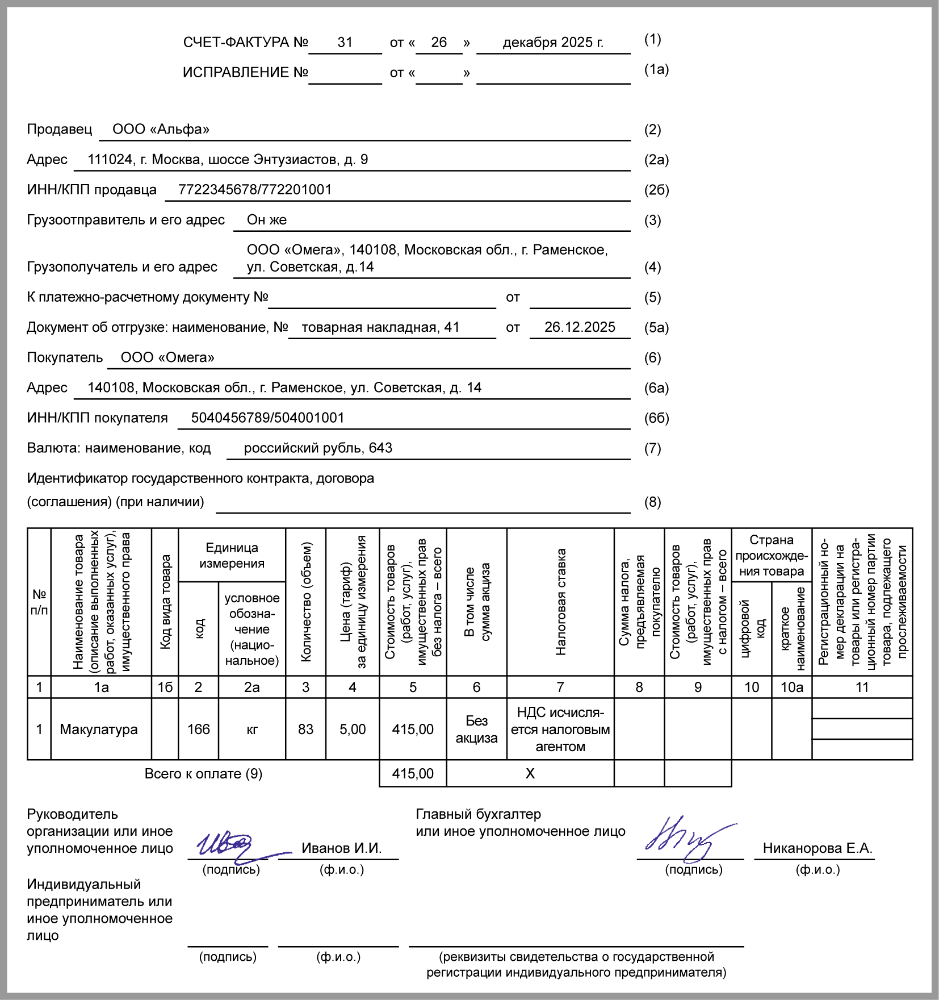 СЧЕТ-ФАКТУРА № 31 от « 26 » декабря 2025 г. (1)
ИСПРАВЛЕНИЕ № от « » (1а)
Продавец ООО «Альфа» (2)
Адрес 111024, г. Москва, шоссе Энтузиастов, д. 9 (2а)
ИНН/КПП продавца 7722345678/772201001 (2б)
Грузоотправитель и его адрес Он же (3)
ООО «Омега», 140108, Московская обл., г. Раменское,
Грузополучатель и его адрес ул. Советская, д.14 (4)
К платежно-расчетному документу № от (5)
Документ об отгрузке: наименование, № товарная накладная, 41 от 26.12.2025 (5а)
Покупатель ООО «Омега» (6)
Адрес 140108, Московская обл., г. Раменское, ул. Советская, д. 14 (6а)
ИНН/КПП покупателя 5040456789/504001001 (6б)
Валюта: наименование, код российский рубль, 643 (7)
Идентификатор государственного контракта, договора
(соглашения) (при наличии) (8)
№
п/п
Наименование товара
(описание выполненных
работ, оказанных услуг),
имущественного права
Код вида товара
Единица
измерения
код
условное
обозна-
чение
(нацио-
нальное)
Количество (объем)
Цена (тариф)
за единицу измерения
Стоимость товаров
(работ, услуг),
имущественных прав
без налога – всего
В том числе
сумма акциза
Налоговая ставка
Сумма налога,
предъявляемая
покупателю
Стоимость товаров
(работ, услуг),
имущественных прав
с налогом – всего
Страна
происхожде-
ния товара
цифровой
код
краткое
наименование
Регистрационный но-
мер декларации на
товары или регистра-
ционный номер партии
товара, подлежащего
прослеживаемости
1 1а 1б 2 2а 3 4 5 6 7 8 9 10 10а 11
1 Макулатура 166 кг 83 5,00 415,00 Без
акциза
НДС исчисля-
ется налоговым
агентом
Всего к оплате (9) 415,00 Х
Руководитель
организации или иное
уполномоченное лицо Иванов И.И.
(подпись) (ф.и.о.)
Главный бухгалтер
или иное уполномоченное лицо
Никанорова Е.А.
(подпись) (ф.и.о.)
Индивидуальный
предприниматель или
иное уполномоченное
лицо
(подпись) (ф.и.о.) (реквизиты свидетельства о государственной
регистрации индивидуального предпринимателя)